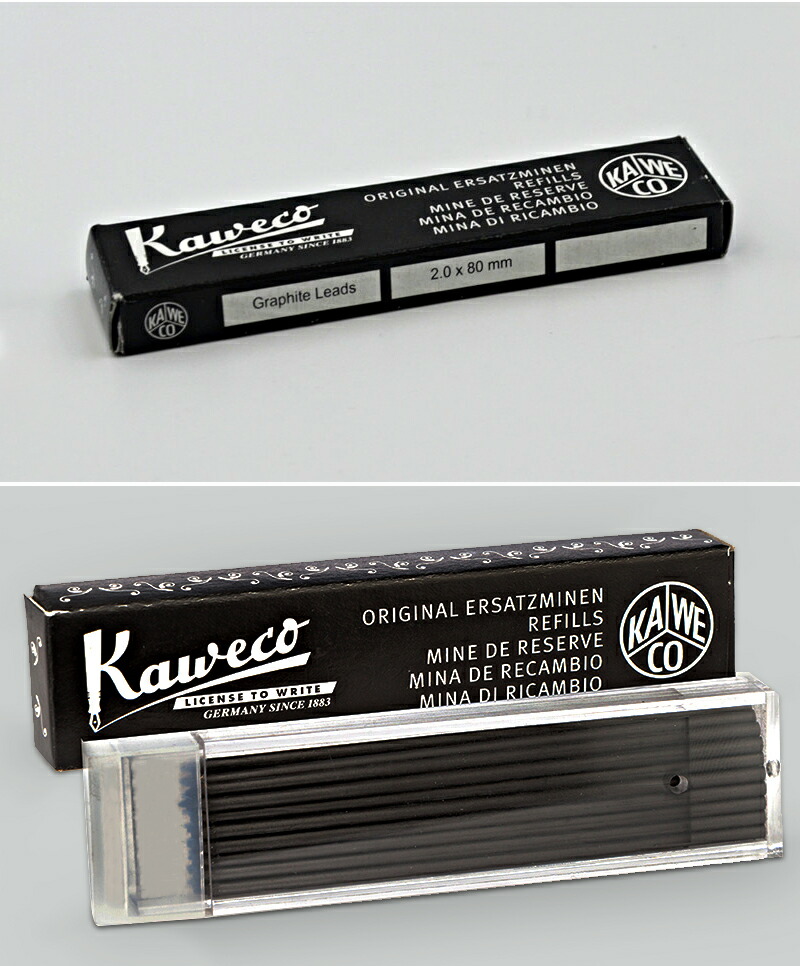 Kaweco
LICENSE TO WRITE
GERMANY SINCE 1883
ORIGINAL ERSATZMINEN
REFILLS
MINE DE RESERVE
MINA DE RECAMBIO
MINA DI RICAMBIO
KA WE
CO
KA WE
CO
Graphite Leads
2.0 x 80 mm
Kaweco
LICENSE TO WRITE
GERMANY SINCE 1883
ORIGINAL ERSATZMINEN
REFILLS
MINE DE RESERVE
MINA DE RECAMBIO
MINA DI RICAMBIO
KA WE
CO